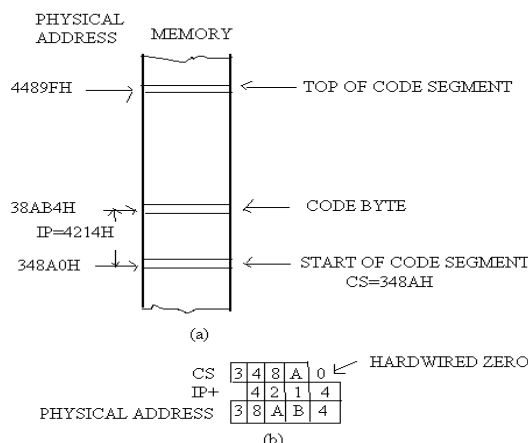 PHYSICAL
ADDRESS
MEMORY
4489FH
TOP OF CODE SEGMENT
38AB4H
CODE BYTE
IP=4214H
348A0H
START OF CODE SEGMENT
CS=348AH
(a)
HARDWIRED ZERO
CS 3 4 8 A 0
IP+ 4 2 1 4
PHYSICAL ADDRESS 3 8 A B 4
(b)